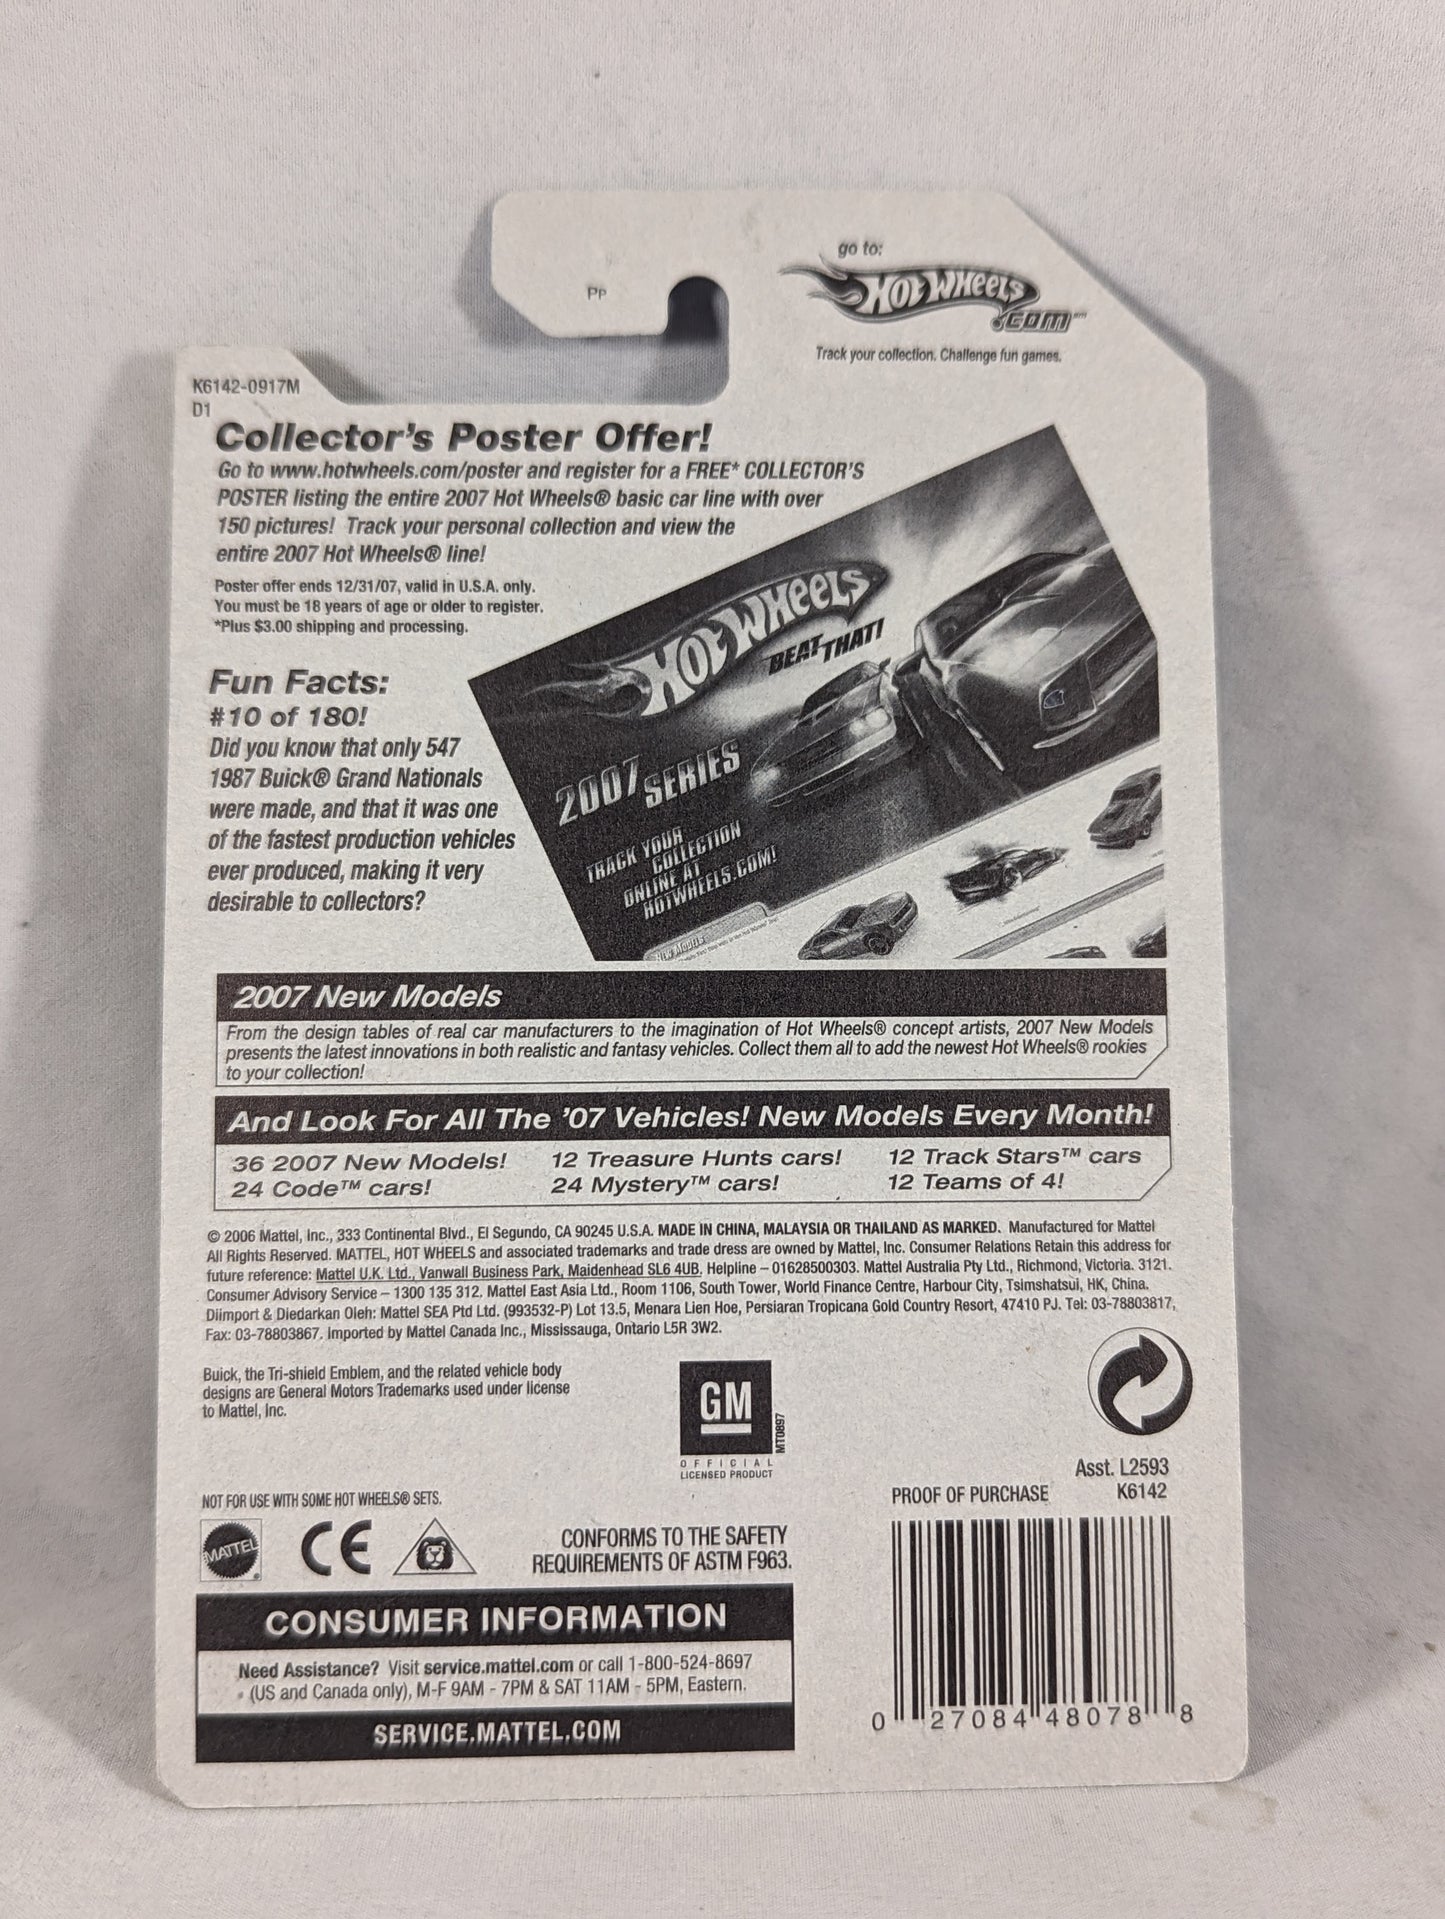 PP
go to:
HOT WHEELS
.COM
Track your collection. Challenge fun games.
K6142-0917M
D1
Collector's Poster Offer!
Go to www.hotwheels.com/poster and register for a FREE* COLLECTOR'S
POSTER listing the entire 2007 Hot Wheels® basic car line with over
150 pictures! Track your personal collection and view the
entire 2007 Hot Wheels® line!
Poster offer ends 12/31/07, valid in U.S.A. only.
You must be 18 years of age or older to register.
*Plus $3.00 shipping and processing.
HOT WHEELS
BEAT THAT!
2007 SERIES
TRACK YOUR
COLLECTION
ONLINE AT
HOTWHEELS.COM!
New Models
Fun Facts:
#10 of 180!
Did you know that only 547
1987 Buick® Grand Nationals
were made, and that it was one
of the fastest production vehicles
ever produced, making it very
desirable to collectors?
2007 New Models
From the design tables of real car manufacturers to the imagination of Hot Wheels® concept artists, 2007 New Models
presents the latest innovations in both realistic and fantasy vehicles. Collect them all to add the newest Hot Wheels® rookies
to your collection!
And Look For All The '07 Vehicles! New Models Every Month!
36 2007 New Models! 12 Treasure Hunts cars! 12 Track Stars™ cars
24 Code™ cars! 24 Mystery™ cars! 12 Teams of 4!
© 2006 Mattel, Inc., 333 Continental Blvd., El Segundo, CA 90245 U.S.A. MADE IN CHINA, MALAYSIA OR THAILAND AS MARKED. Manufactured for Mattel
All Rights Reserved. MATTEL, HOT WHEELS and associated trademarks and trade dress are owned by Mattel, Inc. Consumer Relations Retain this address for
future reference: Mattel U.K. Ltd., Vanwall Business Park, Maidenhead SL6 4UB. Helpline – 01628500303. Mattel Australia Pty Ltd., Richmond, Victoria. 3121.
Consumer Advisory Service – 1300 135 312. Mattel East Asia Ltd., Room 1106, South Tower, World Finance Centre, Harbour City, Tsimshatsui, HK, China.
Diimport & Diedarkan Oleh: Mattel SEA Ptd Ltd. (993532-P) Lot 13.5, Menara Lien Hoe, Persiaran Tropicana Gold Country Resort, 47410 PJ. Tel: 03-78803817,
Fax: 03-78803867. Imported by Mattel Canada Inc., Mississauga, Ontario L5R 3W2.
Buick, the Tri-shield Emblem, and the related vehicle body
designs are General Motors Trademarks used under license
to Mattel, Inc.
GM
MT0897
OFFICIAL
LICENSED PRODUCT
Asst. L2593
PROOF OF PURCHASE K6142
NOT FOR USE WITH SOME HOT WHEELS® SETS.
MATTEL®
CE
CONFORMS TO THE SAFETY
REQUIREMENTS OF ASTM F963.
CONSUMER INFORMATION
Need Assistance? Visit service.mattel.com or call 1-800-524-8697
(US and Canada only), M-F 9AM - 7PM & SAT 11AM - 5PM, Eastern.
SERVICE.MATTEL.COM
0 27084 48078 8